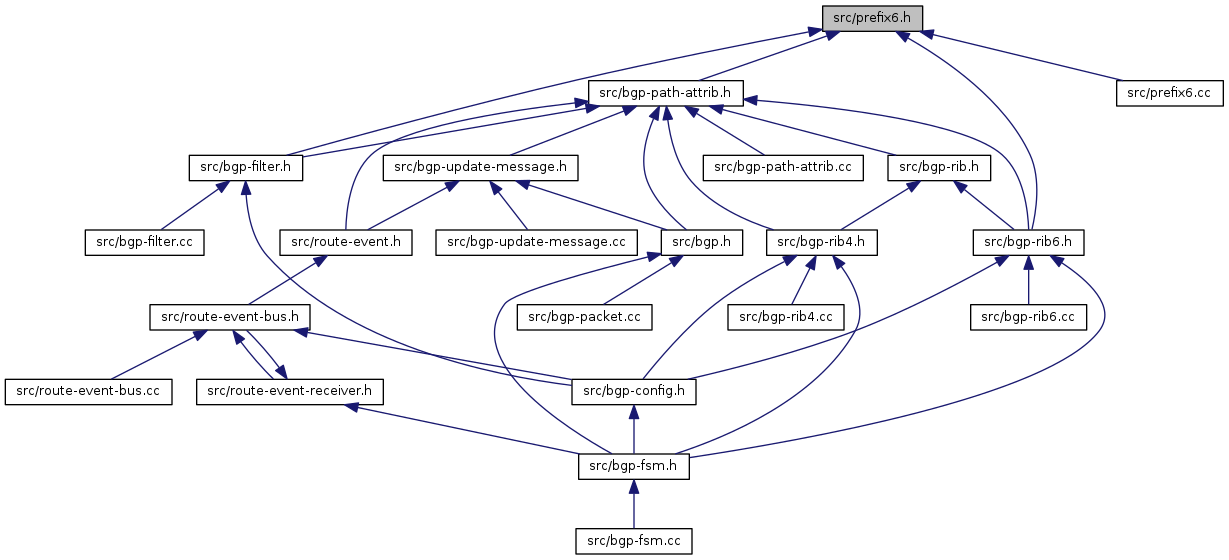 src/prefix6.h
src/bgp-path-attrib.h
src/prefix6.cc
src/bgp-filter.h
src/bgp-update-message.h
src/bgp-path-attrib.cc
src/bgp-rib.h
src/bgp-filter.cc
src/route-event.h
src/bgp-update-message.cc
src/bgp.h
src/bgp-rib4.h
src/bgp-rib6.h
src/route-event-bus.h
src/bgp-packet.cc
src/bgp-rib4.cc
src/bgp-rib6.cc
src/route-event-bus.cc
src/route-event-receiver.h
src/bgp-config.h
src/bgp-fsm.h
src/bgp-fsm.cc